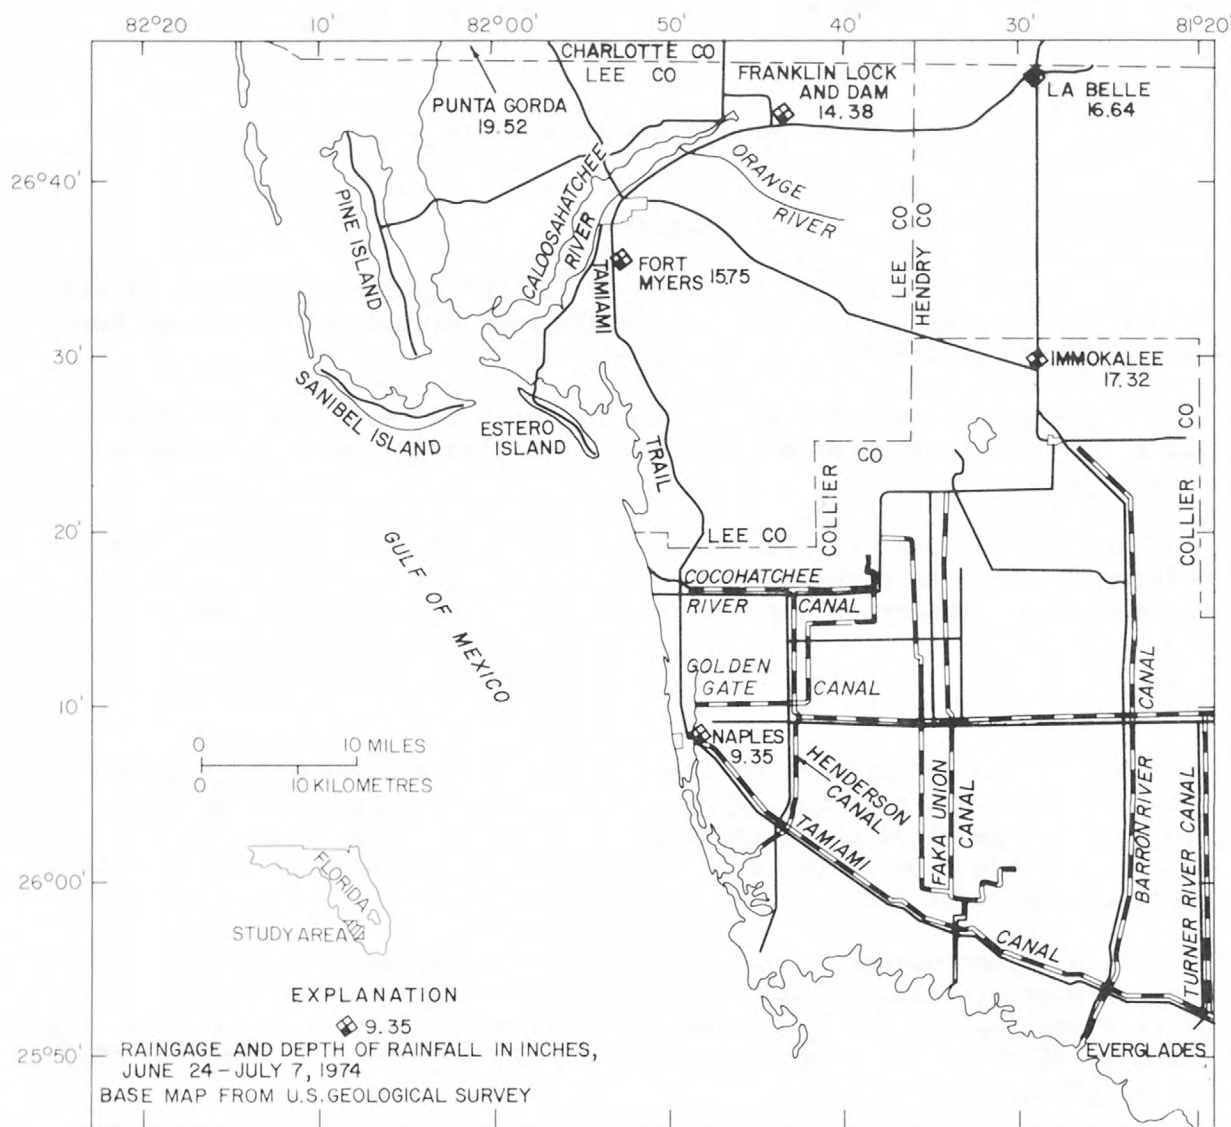 82°20'
10'
82°00'
50'
40'
30'
81°20'
CHARLOTTE CO
LEE CO
PUNTA GORDA
19.52
FRANKLIN LOCK
AND DAM
14.38
LA BELLE
16.64
26°40'
PINE ISLAND
CALOOSAHATCHEE
RIVER
ORANGE
RIVER
LEE CO
HENDRY CO
TAMIAMI
FORT
MYERS 15.75
30'
IMMOKALEE
17.32
SANIBEL ISLAND
ESTERO
ISLAND
TRAIL
COLLIER CO
COLLIER CO
20'
LEE CO
GULF OF MEXICO
COCOHATCHEE
RIVER CANAL
GOLDEN
GATE CANAL
CANAL
10'
NAPLES
9.35
0 10 MILES
0 10 KILOMETRES
HENDERSON
CANAL
FAKA UNION
CANAL
BARRON RIVER
TURNER RIVER CANAL
TAMIAMI
CANAL
26°00'
FLORIDA
STUDY AREA
EXPLANATION
9.35
RAINGAGE AND DEPTH OF RAINFALL IN INCHES,
JUNE 24-JULY 7, 1974
25°50'
EVERGLADES
BASE MAP FROM U.S. GEOLOGICAL SURVEY